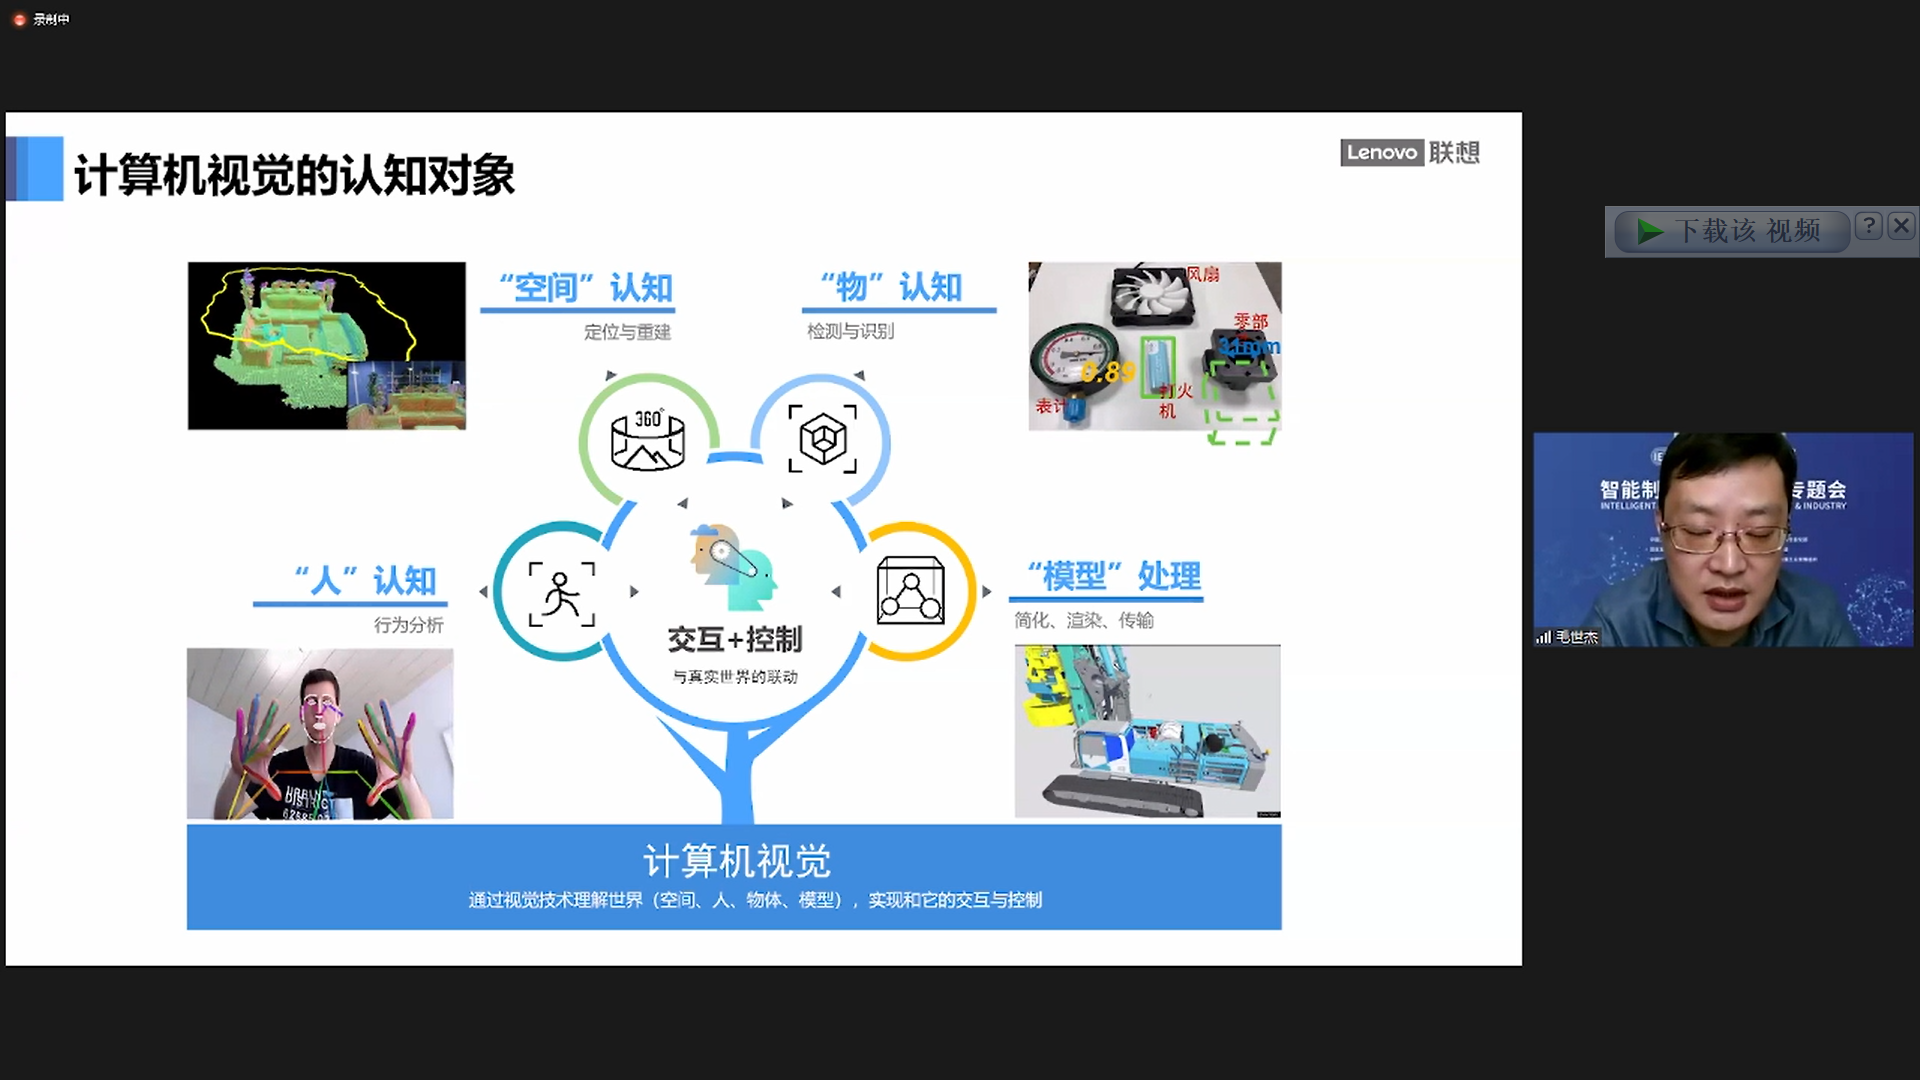 录制中
计算机视觉的认知对象
Lenovo 联想
下载该 视频
?
“空间”认知
定位与重建
“物”认知
检测与识别
风扇
零部
31mm
0.89
打火
机
表计
360°
“人”认知
行为分析
“模型”处理
简化、渲染、传输
交互+控制
与真实世界的联动
智能制
专题会
INTELLIGENT
& INDUSTRY
毛世杰
计算机视觉
通过视觉技术理解世界（空间、人、物体、模型），实现和它的交互与控制